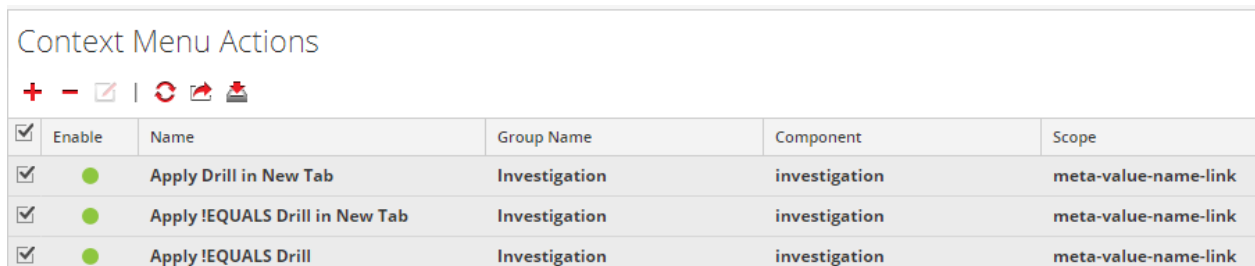 Context Menu Actions
Enable Name Group Name Component Scope
Apply Drill in New Tab Investigation investigation meta-value-name-link
Apply !EQUALS Drill in New Tab Investigation investigation meta-value-name-link
Apply !EQUALS Drill Investigation investigation meta-value-name-link